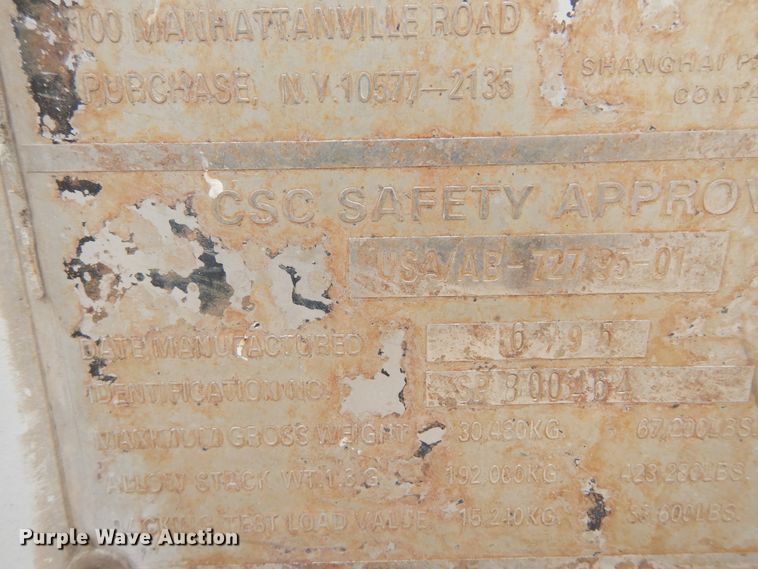 100 MANHATTANVILLE ROAD
PURCHASE, N.Y. 10577-2135
SHANGHAI P
CONTA
CSC SAFETY APPROV
USA/AB-727/95-01
DATE MANUFACTURED 6/95
IDENTIFICATION NO.
MAXIMUM GROSS WEIGHT 30,480KG. 67,200LBS.
ALLOW STACK WT. 1.8 G 192,000KG. 423,280LBS.
RACKING TEST LOAD VALUE 15,240KG. 33,600LBS.
Purple Wave Auction